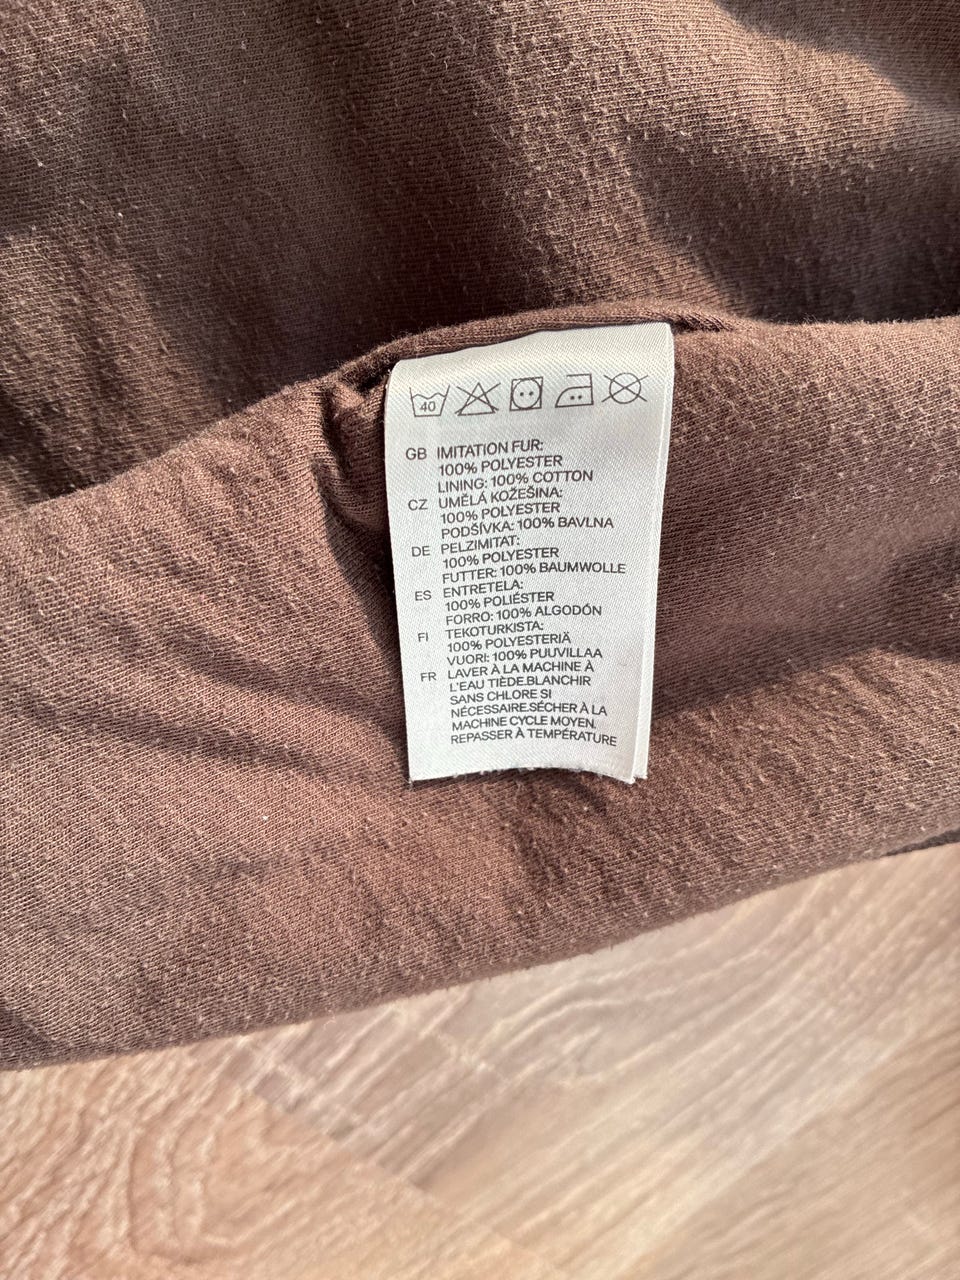 40
GB IMITATION FUR:
100% POLYESTER
LINING: 100% COTTON
CZ UMĚLÁ KOŽEŠINA:
100% POLYESTER
PODŠÍVKA: 100% BAVLNA
DE PELZIMITAT:
100% POLYESTER
FUTTER: 100% BAUMWOLLE
ES ENTRETELA:
100% POLIÉSTER
FORRO: 100% ALGODÓN
FI TEKOTURKISTA:
100% POLYESTERIÄ
VUORI: 100% PUUVILLAA
FR LAVER À LA MACHINE À
L'EAU TIÈDE.BLANCHIR
SANS CHLORE SI
NÉCESSAIRE.SÉCHER À LA
MACHINE CYCLE MOYEN.
REPASSER À TEMPÉRATURE